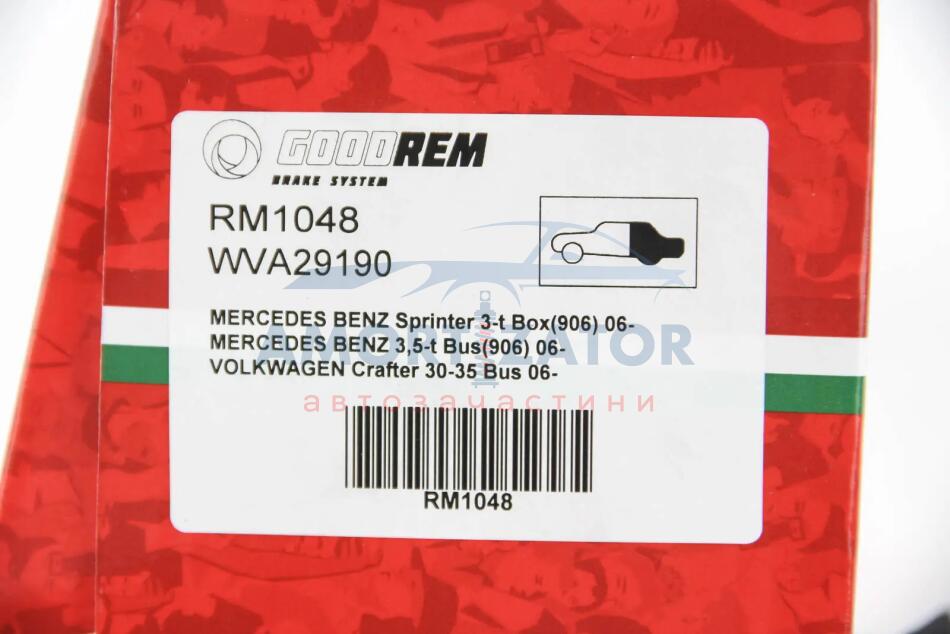 GOODREM
BRAKE SYSTEM
RM1048
WVA29190
MERCEDES BENZ Sprinter 3-t Box(906) 06-
MERCEDES BENZ 3,5-t Bus(906) 06-
AMORTIZATOR
VOLKWAGEN Crafter 30-35 Bus 06-
автозачастини
RM1048